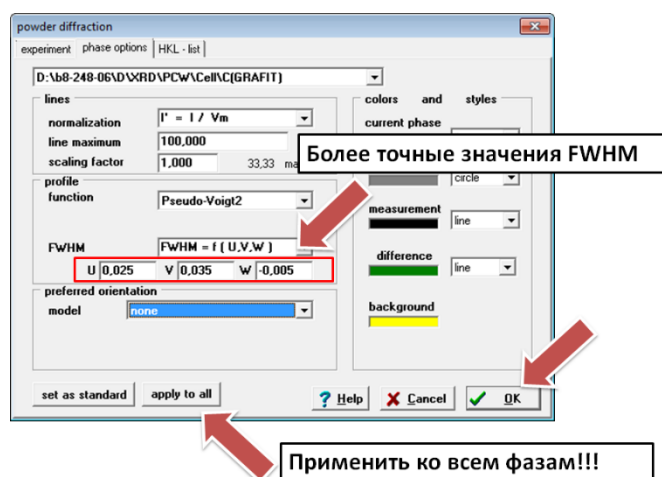 powder diffraction
experiment phase options HKL - list
D:\b8-248-06\D\XRD\PCW\Cell\C(GRAFIT)
lines
normalization I' = I / Vm
line maximum 100,000
scaling factor 1,000 33,33
profile
function Pseudo-Voigt2
FWHM FWHM = f ( U,V,W )
U 0,025 V 0,035 W -0,005
preferred orientation
model none
colors and styles
current phase
circle
measurement
line
difference
line
background
Более точные значения FWHM
set as standard apply to all ? Help Cancel OK
Применить ко всем фазам!!!